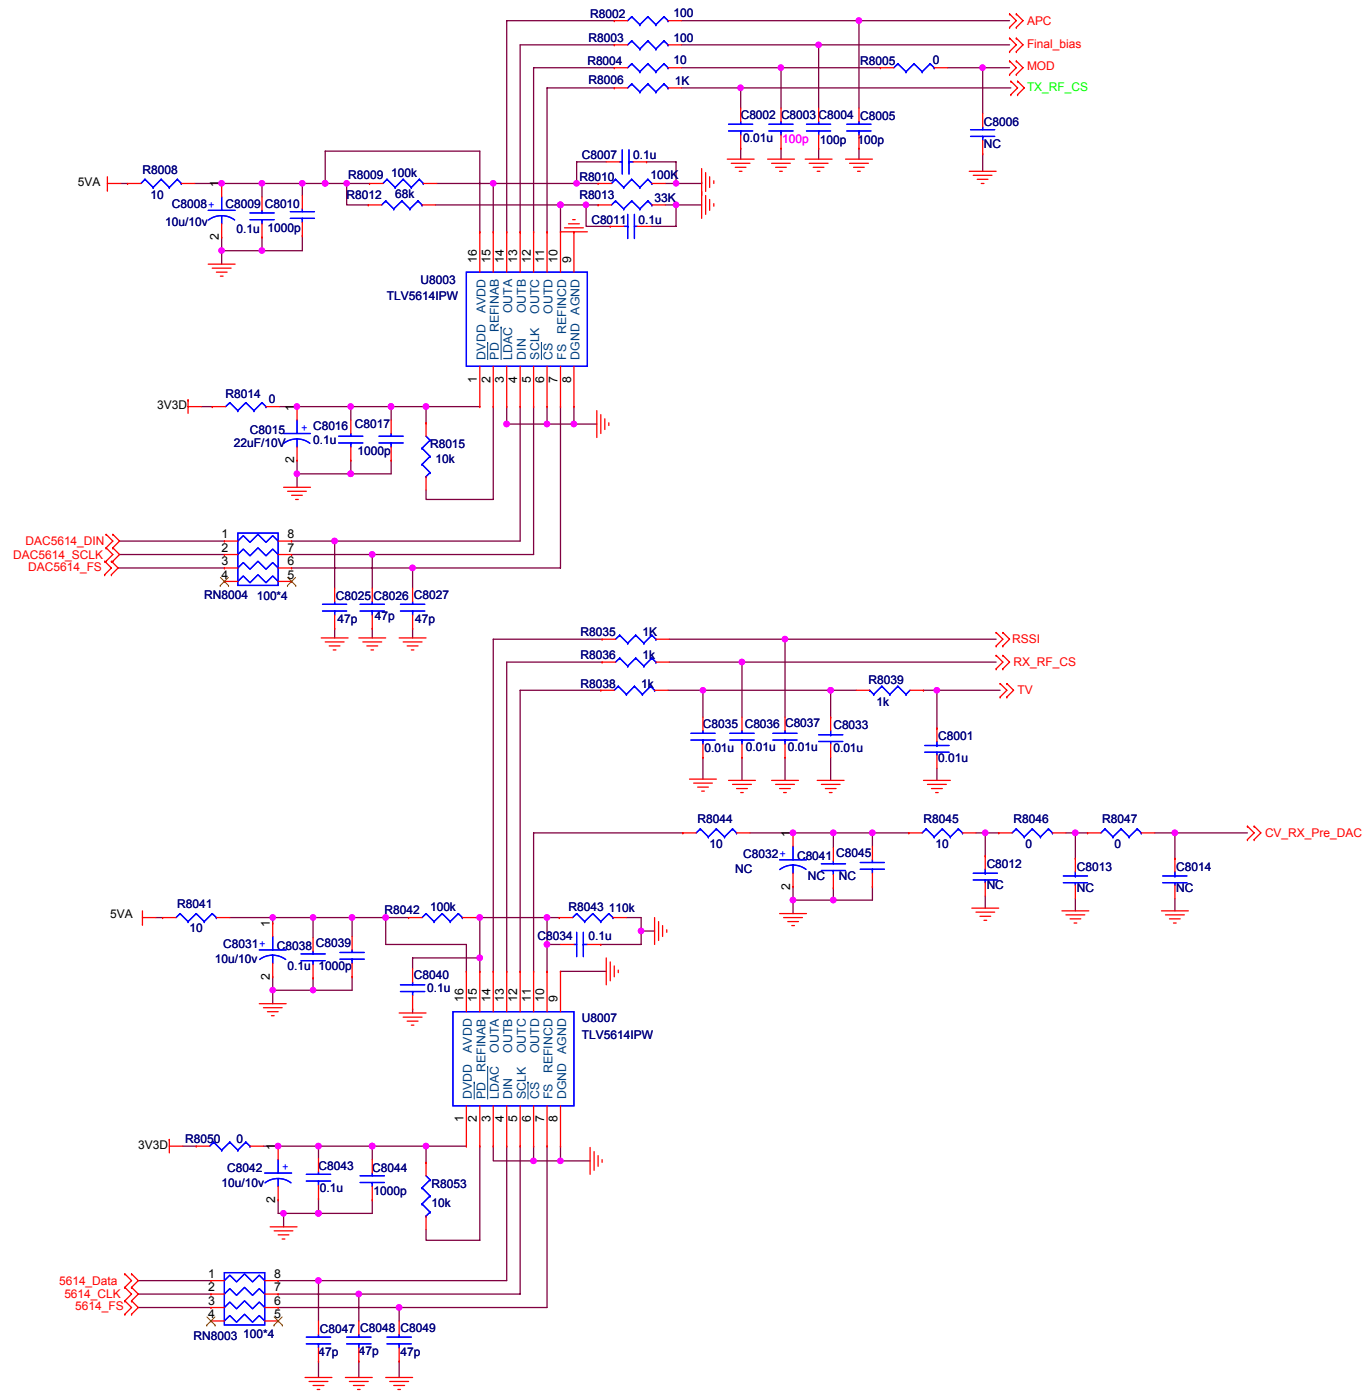 R8002 100 APC
R8003 100 Final_bias
R8004 10 R8005 0 MOD
R8006 1K TX_RF_CS
C8002 C8003 C8004 C8005 C8006
0.01u 100p 100p 100p NC
C8007 0.1u
5VA R8008 R8009 100k R8010 100K
10 R8012 68k R8013 33K
C8008 + C8009 C8010 C8011 0.1u
10u/10v 0.1u 1000p
1
2
16 15 14 13 12 11 10 9
U8003
TLV5614IPW
AVDD REFINAB OUTA OUTB OUTC OUTD REFINCD AGND
DVDD PD LDAC DIN SCLK CS FS DGND
1 2 3 4 5 6 7 8
3V3D R8014 0
1
C8015 + C8016 C8017 R8015
22uF/10V 0.1u 1000p 10k
2
DAC5614_DIN 1 8
DAC5614_SCLK 2 7
DAC5614_FS 3 6
4 5
RN8004 100*4
C8025 C8026 C8027
47p 47p 47p
R8035 1K RSSI
R8036 1k RX_RF_CS
R8038 1k R8039 TV
1k
C8035 C8036 C8037 C8033 C8001
0.01u 0.01u 0.01u 0.01u 0.01u
R8044 R8045 R8046 R8047 CV_RX_Pre_DAC
10 10 0 0
1
C8032 + C8041 C8045 C8012 C8013 C8014
NC NC NC NC NC NC
2
5VA R8041 R8042 100k R8043 110k
10 C8034 0.1u
1
C8031 + C8038 C8039
10u/10v 0.1u 1000p
2
C8040
0.1u
16 15 14 13 12 11 10 9
U8007
TLV5614IPW
AVDD REFINAB OUTA OUTB OUTC OUTD REFINCD AGND
DVDD PD LDAC DIN SCLK CS FS DGND
1 2 3 4 5 6 7 8
3V3D R8050 0
1
C8042 + C8043 C8044 R8053
10u/10v 0.1u 1000p 10k
2
5614_Data 1 8
5614_CLK 2 7
5614_FS 3 6
4 5
RN8003 100*4
C8047 C8048 C8049
47p 47p 47p